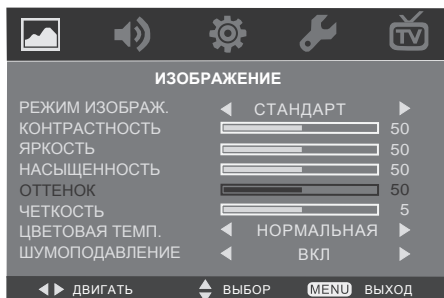 TV
ИЗОБРАЖЕНИЕ
РЕЖИМ ИЗОБРАЖ. СТАНДАРТ
КОНТРАСТНОСТЬ 50
ЯРКОСТЬ 50
НАСЫЩЕННОСТЬ 50
ОТТЕНОК 50
ЧЕТКОСТЬ 5
ЦВЕТОВАЯ ТЕМП. НОРМАЛЬНАЯ
ШУМОПОДАВЛЕНИЕ ВКЛ
ДВИГАТЬ ВЫБОР MENU ВЫХОД